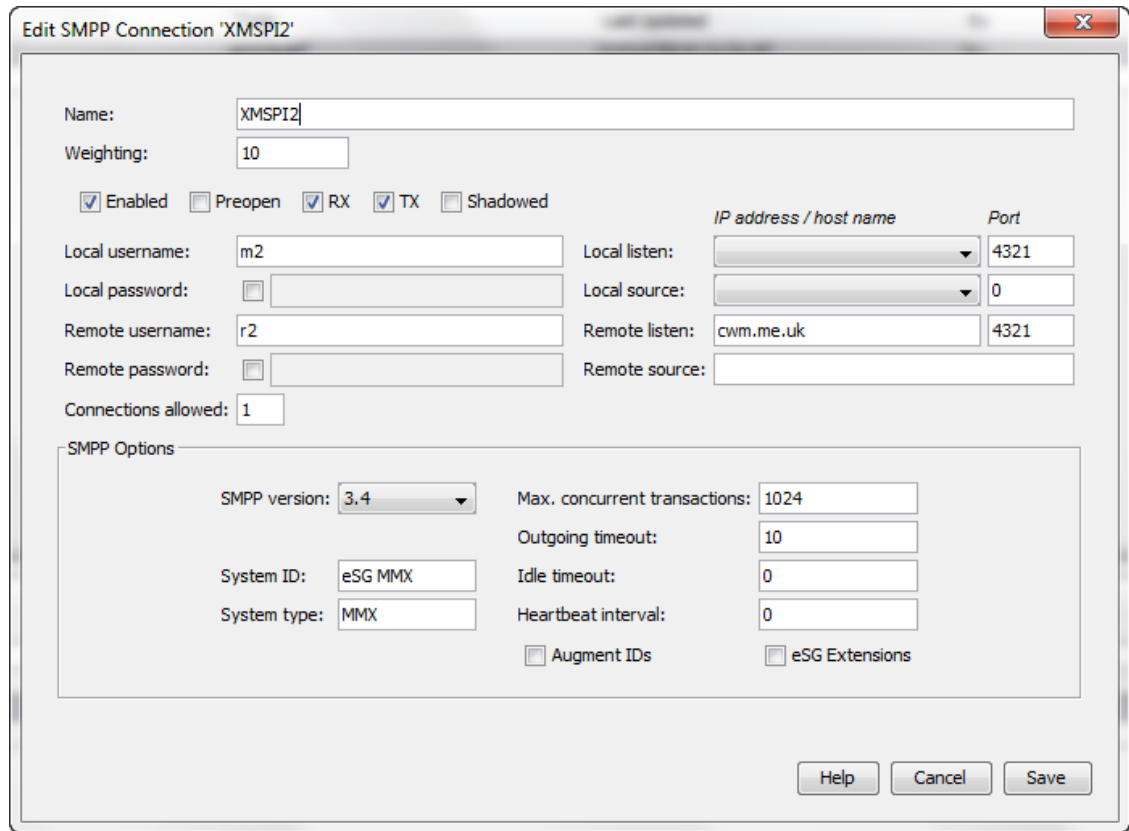 Edit SMPP Connection 'XMSPI2'
Name: XMSPI2
Weighting: 10
Enabled Preopen RX TX Shadowed
IP address / host name Port
Local username: m2 Local listen: 4321
Local password: Local source: 0
Remote username: r2 Remote listen: cwm.me.uk 4321
Remote password: Remote source:
Connections allowed: 1
SMPP Options
SMPP version: 3.4 Max. concurrent transactions: 1024
Outgoing timeout: 10
System ID: eSG MMX Idle timeout: 0
System type: MMX Heartbeat interval: 0
Augment IDs eSG Extensions
Help Cancel Save